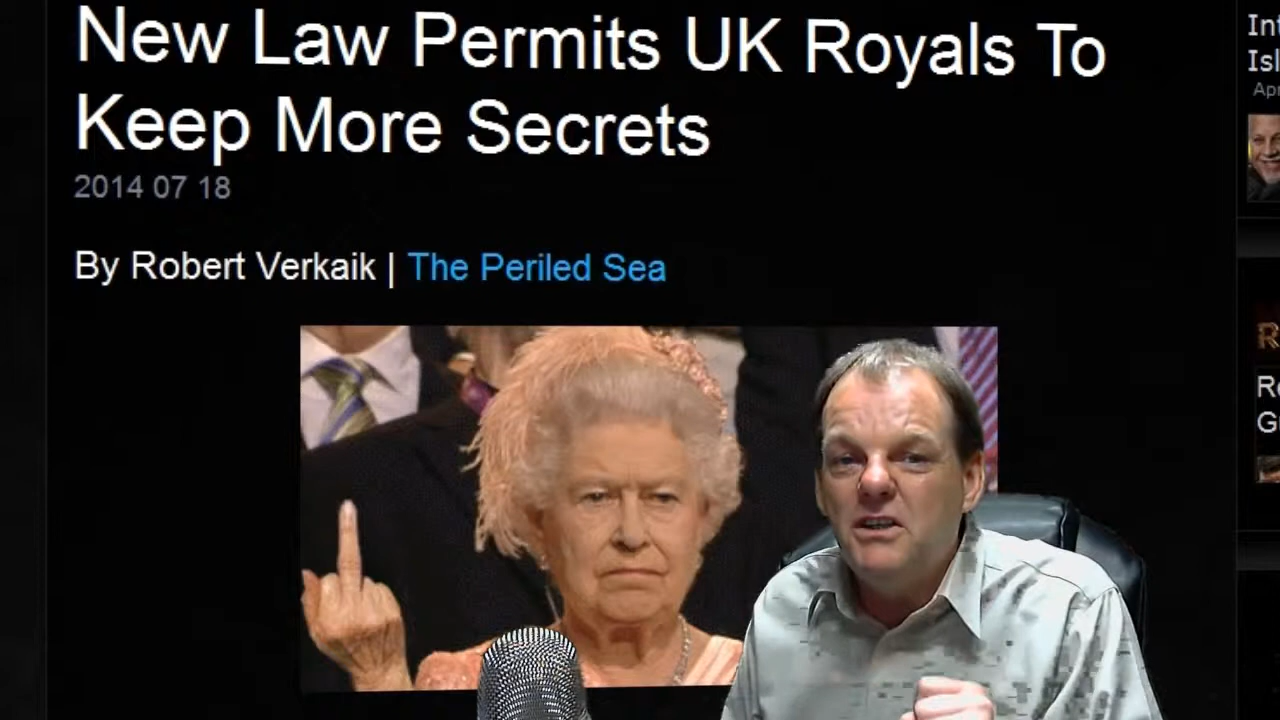 New Law Permits UK Royals To
Keep More Secrets
2014 07 18
By Robert Verkaik | The Periled Sea